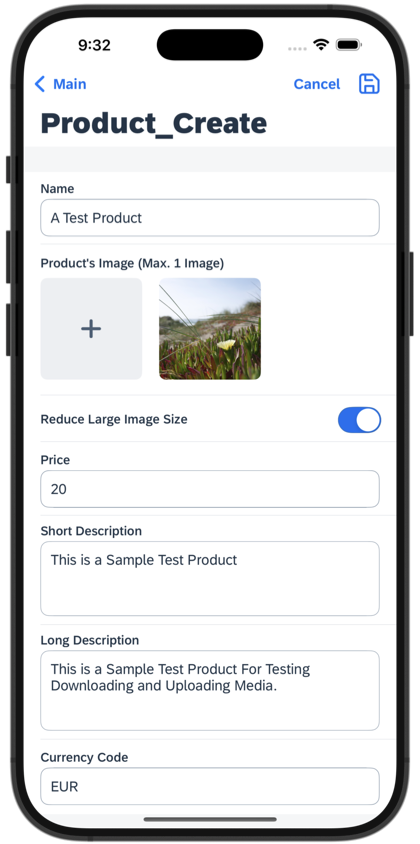 9:32
Main
Cancel
Product_Create
Name
A Test Product
Product's Image (Max. 1 Image)
Reduce Large Image Size
Price
20
Short Description
This is a Sample Test Product
Long Description
This is a Sample Test Product For Testing
Downloading and Uploading Media.
Currency Code
EUR